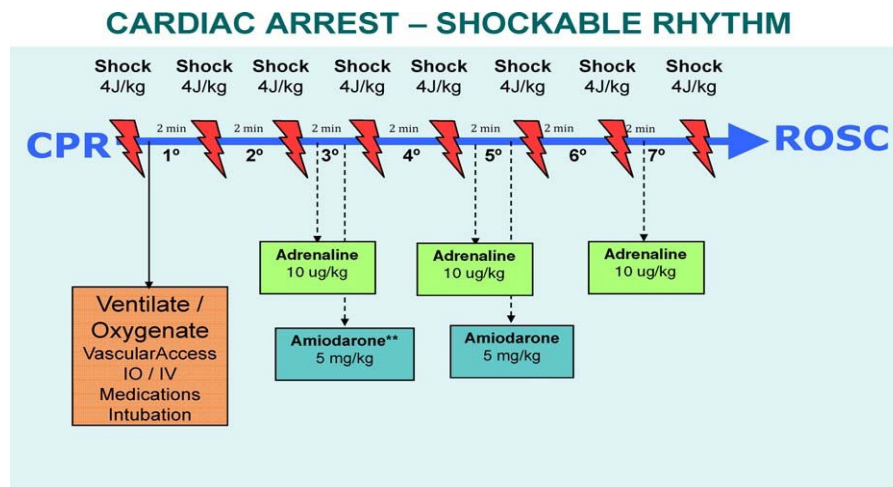 CARDIAC ARREST – SHOCKABLE RHYTHM
Shock Shock Shock Shock Shock Shock Shock Shock
4J/kg 4J/kg 4J/kg 4J/kg 4J/kg 4J/kg 4J/kg 4J/kg
2 min 2 min 2 min 2 min 2 min 2 min 2 min
CPR ROSC
1º 2º 3º 4º 5º 6º 7º
Adrenaline
10 ug/kg
Adrenaline
10 ug/kg
Adrenaline
10 ug/kg
Ventilate /
Oxygenate
VascularAccess
IO / IV
Medications
Intubation
Amiodarone**
5 mg/kg
Amiodarone
5 mg/kg